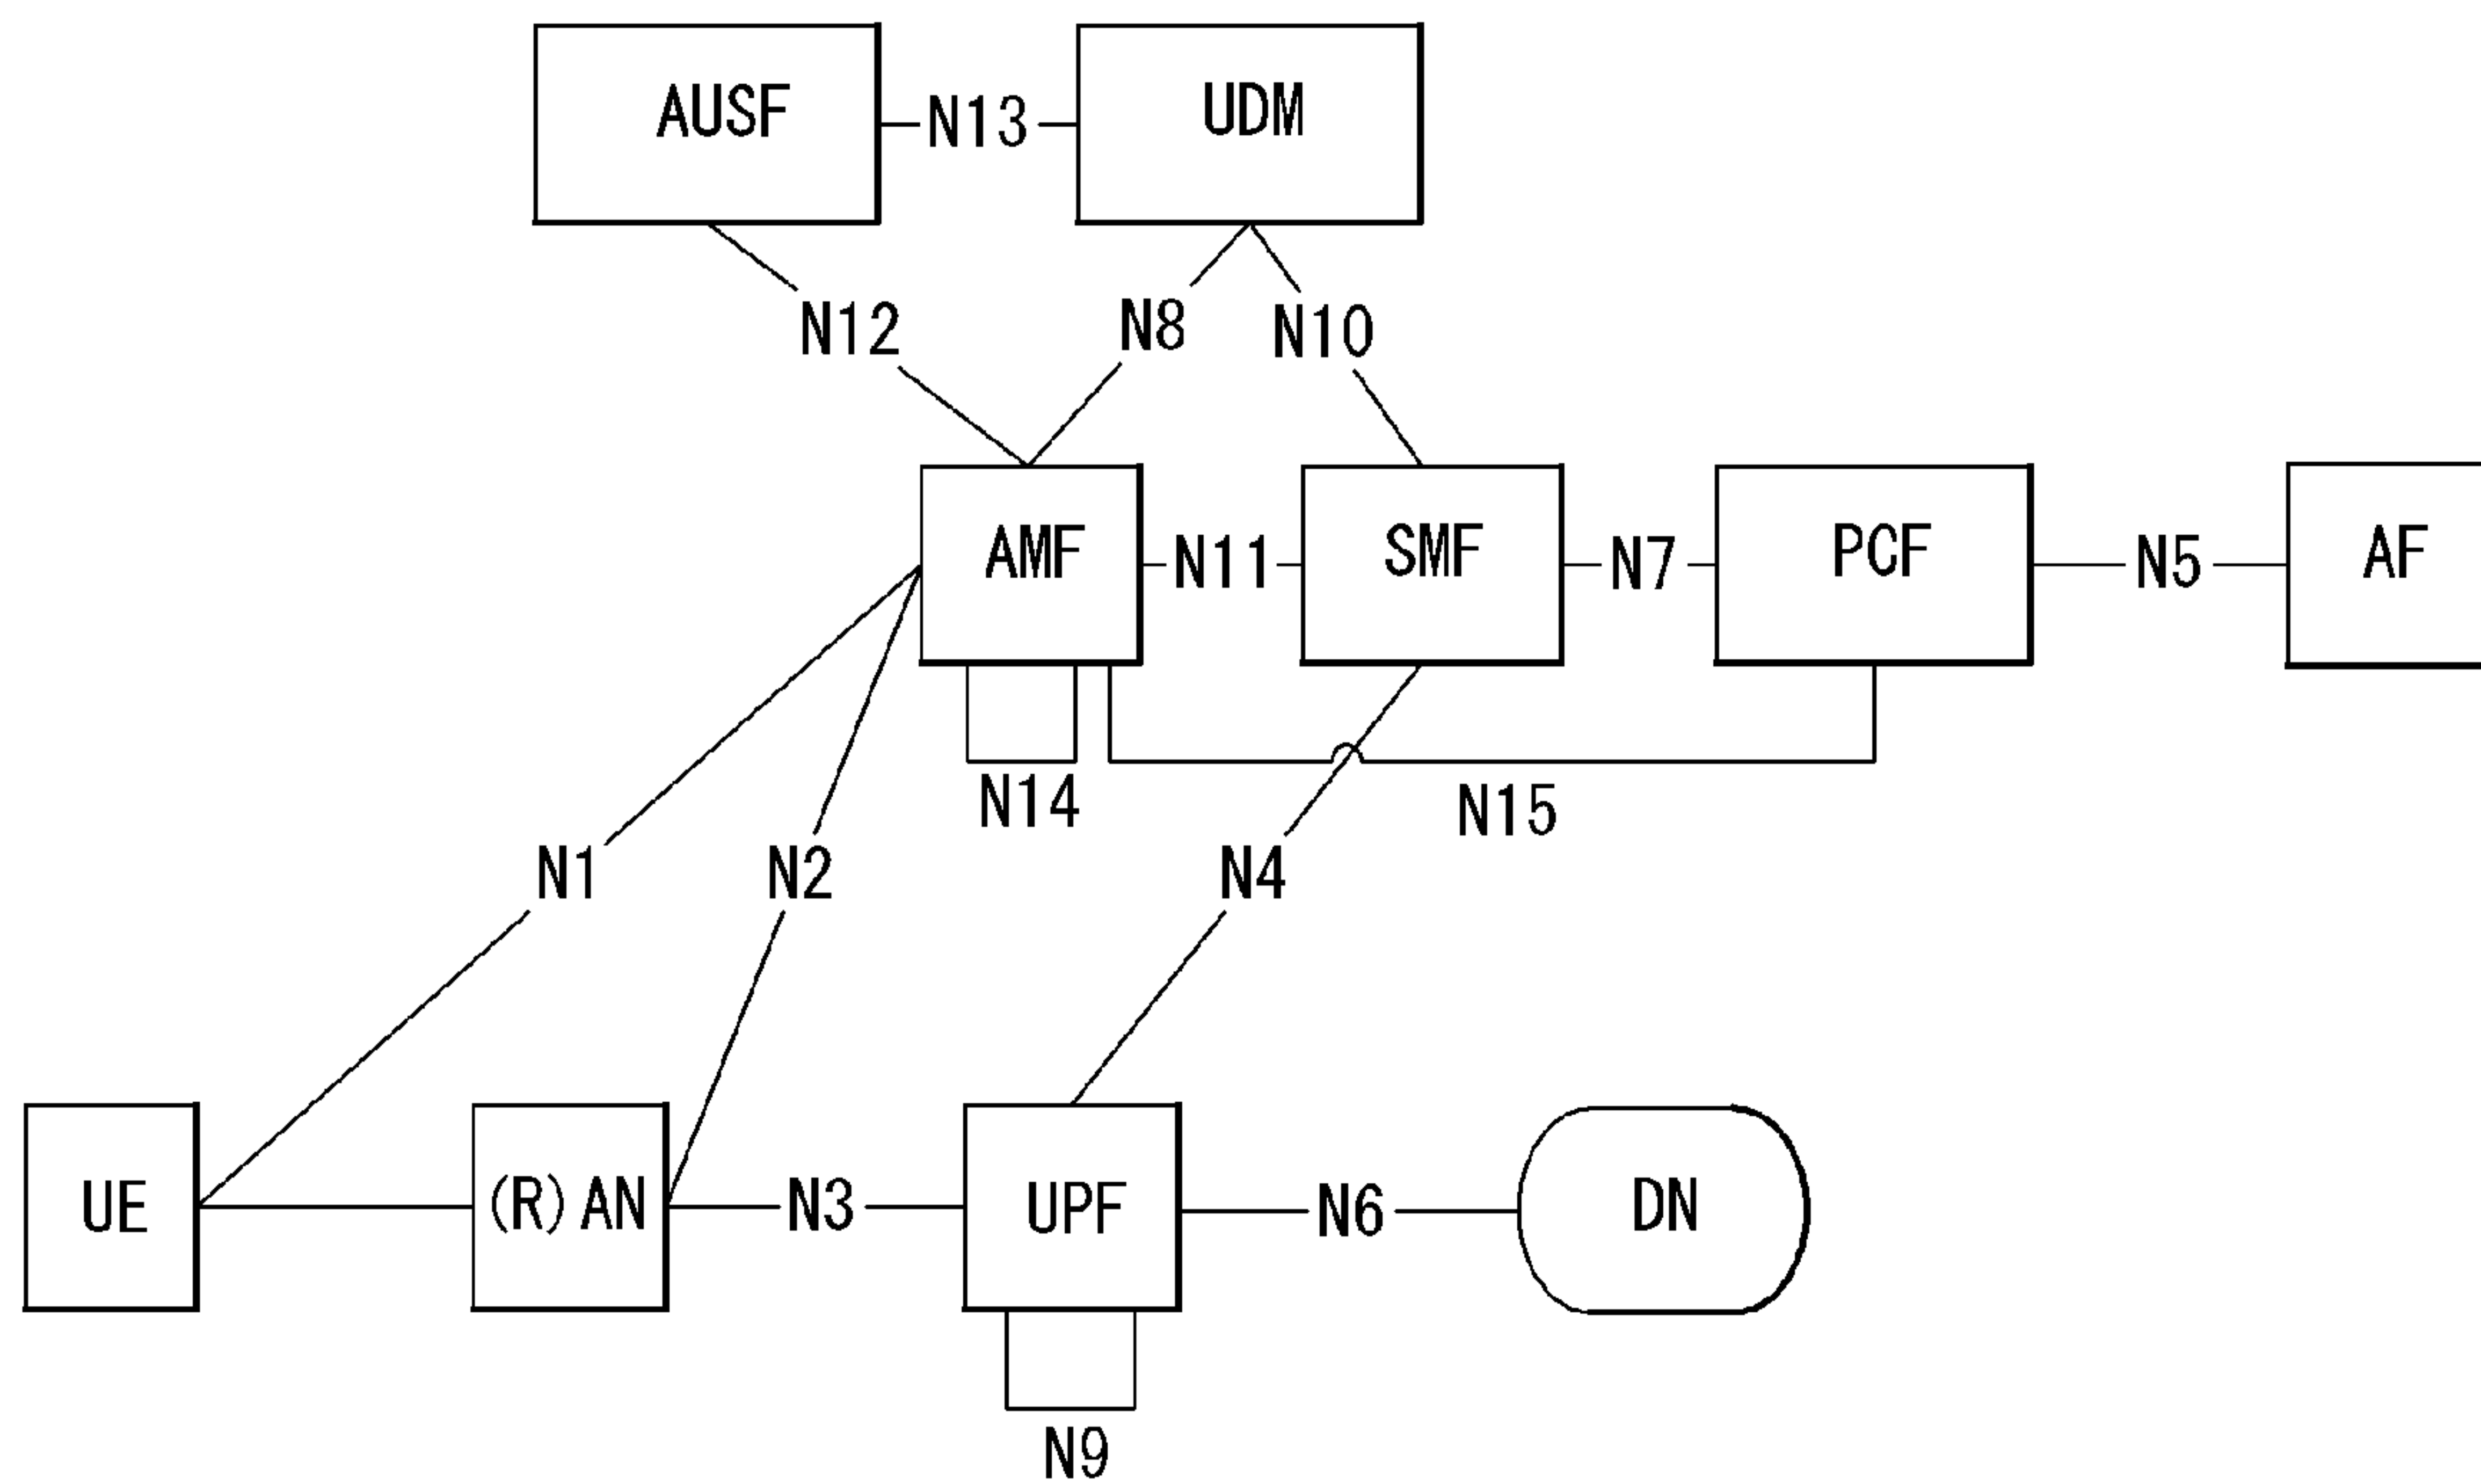 AUSF N13 UDM
N12 N8 N10
AMF N11 SMF N7 PCF N5 AF
N14 N15
N1 N2 N4
UE (R)AN N3 UPF N6 DN
N9